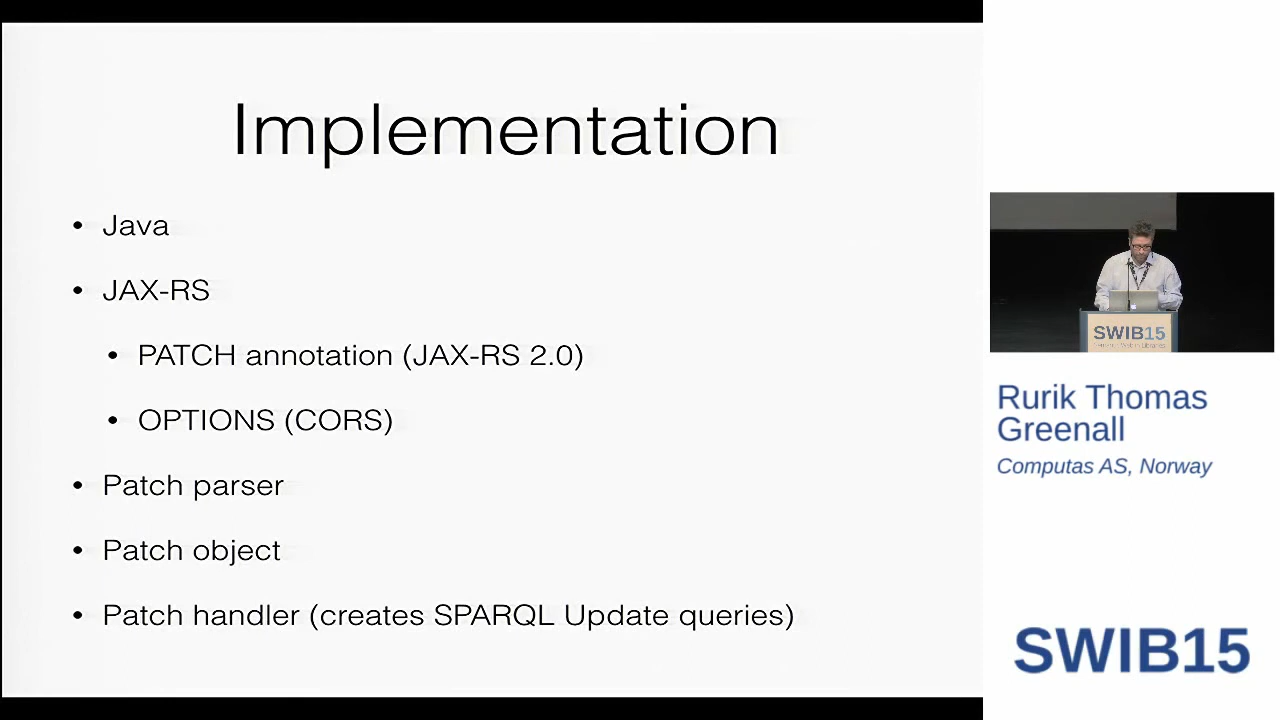 Implementation
• Java
• JAX-RS
• PATCH annotation (JAX-RS 2.0)
• OPTIONS (CORS)
• Patch parser
• Patch object
• Patch handler (creates SPARQL Update queries)
SWIB15
Rurik Thomas
Greenall
Computas AS, Norway
SWIB15